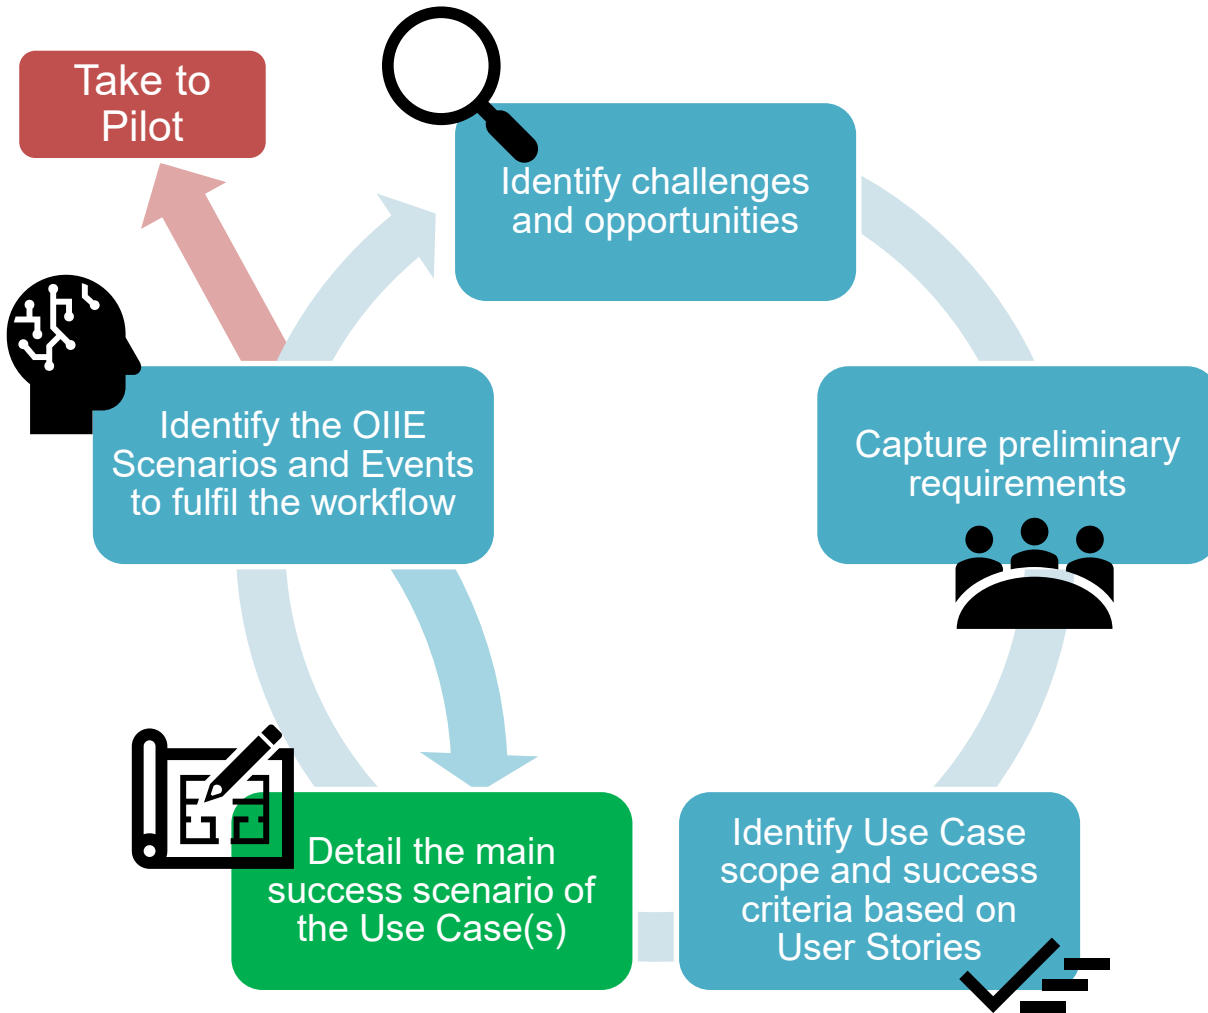 Take to
Pilot
Identify challenges
and opportunities
Capture preliminary
requirements
Identify Use Case
scope and success
criteria based on
User Stories
Detail the main
success scenario of
the Use Case(s)
Identify the OIIE
Scenarios and Events
to fulfil the workflow